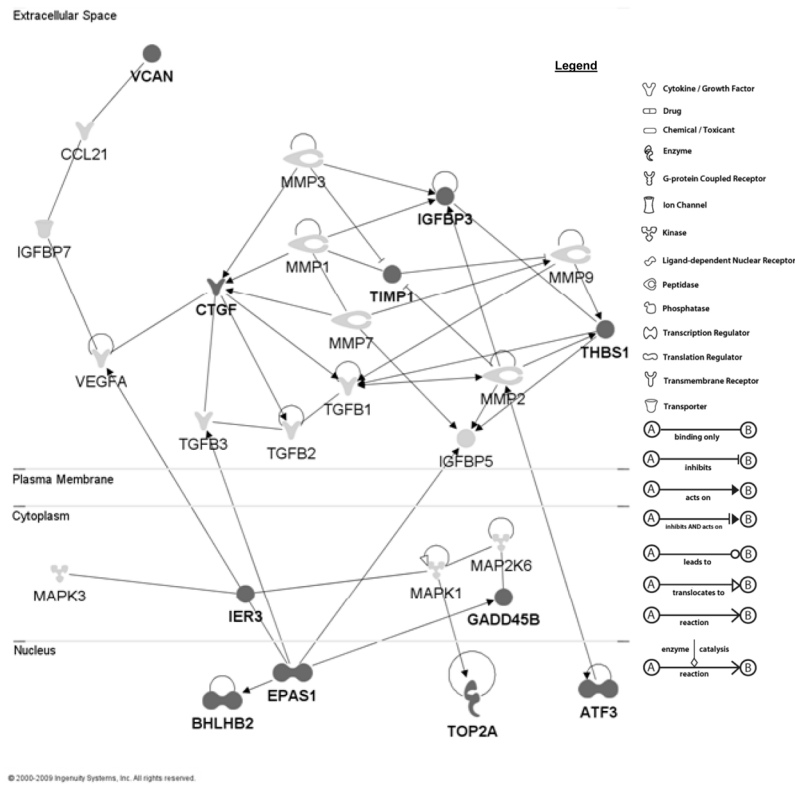 Extracellular Space
VCAN
Legend
CCL21
MMP3
IGFBP3
IGFBP7
MMP1
MMP9
TIMP1
CTGF
MMP7
THBS1
VEGFA
TGFB1
MMP2
TGFB3
TGFB2
IGFBP5
Plasma Membrane
Cytoplasm
MAP2K6
MAPK3
MAPK1
IER3
GADD45B
Nucleus
EPAS1
BHLHB2
TOP2A
ATF3
Cytokine / Growth Factor
Drug
Chemical / Toxicant
Enzyme
G-protein Coupled Receptor
Ion Channel
Kinase
Ligand-dependent Nuclear Receptor
Peptidase
Phosphatase
Transcription Regulator
Translation Regulator
Transmembrane Receptor
Transporter
A B
binding only
A B
inhibits
A B
acts on
A B
inhibits AND acts on
A B
leads to
A B
translocates to
A B
reaction
enzyme catalysis
A B
reaction
© 2000-2009 Ingenuity Systems, Inc. All rights reserved.